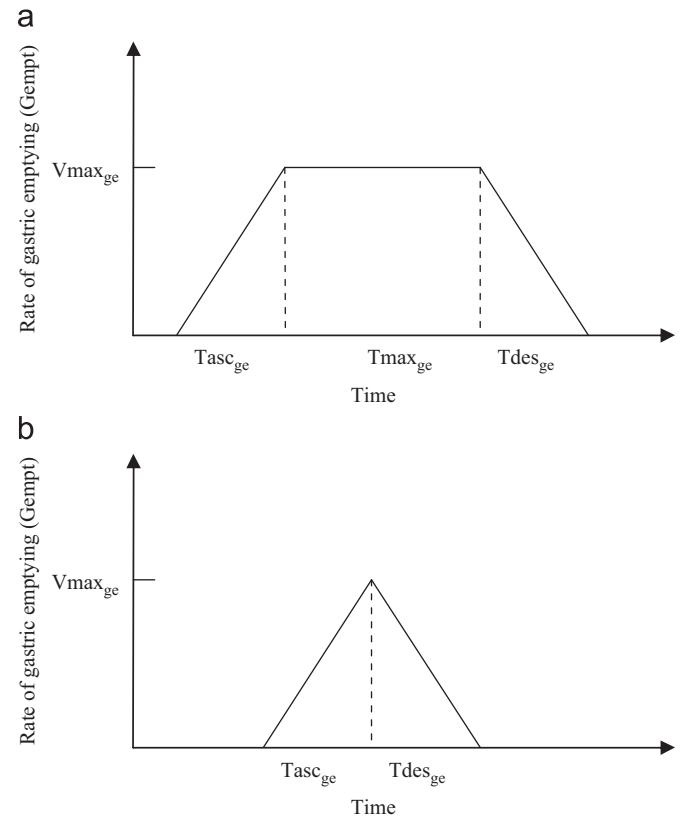 a
Rate of gastric emptying (Gempt)
Vmaxge
Tascge Tmaxge Tdesge
Time
b
Rate of gastric emptying (Gempt)
Vmaxge
Tascge Tdesge
Time